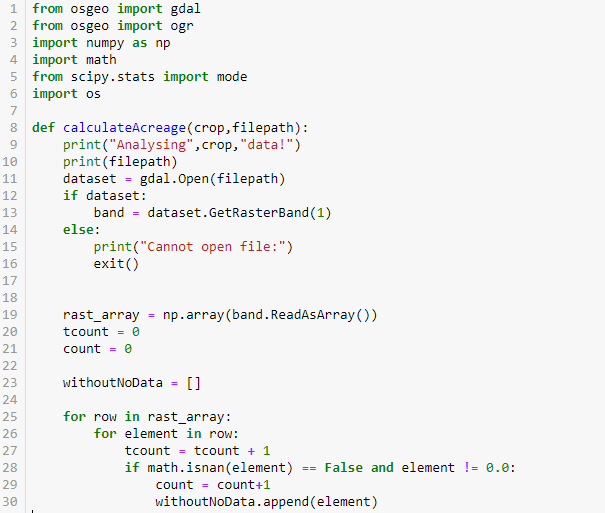 1 from osgeo import gdal
2 from osgeo import ogr
3 import numpy as np
4 import math
5 from scipy.stats import mode
6 import os
7
8 def calculateAcreage(crop,filepath):
9     print("Analysing",crop,"data!")
10     print(filepath)
11     dataset = gdal.Open(filepath)
12     if dataset:
13         band = dataset.GetRasterBand(1)
14     else:
15         print("Cannot open file:")
16         exit()
17
18
19     rast_array = np.array(band.ReadAsArray())
20     tcount = 0
21     count = 0
22
23     withoutNoData = []
24
25     for row in rast_array:
26         for element in row:
27             tcount = tcount + 1
28             if math.isnan(element) == False and element != 0.0:
29                 count = count+1
30                 withoutNoData.append(element)